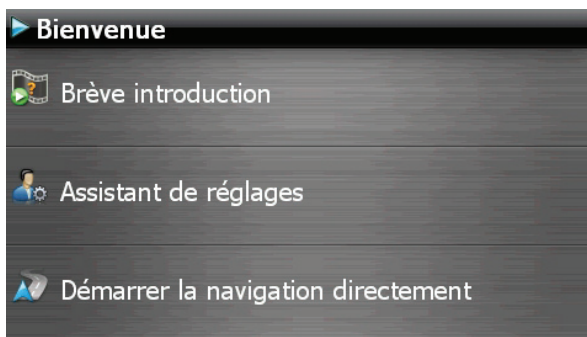 Bienvenue
Brève introduction
Assistant de réglages
Démarrer la navigation directement